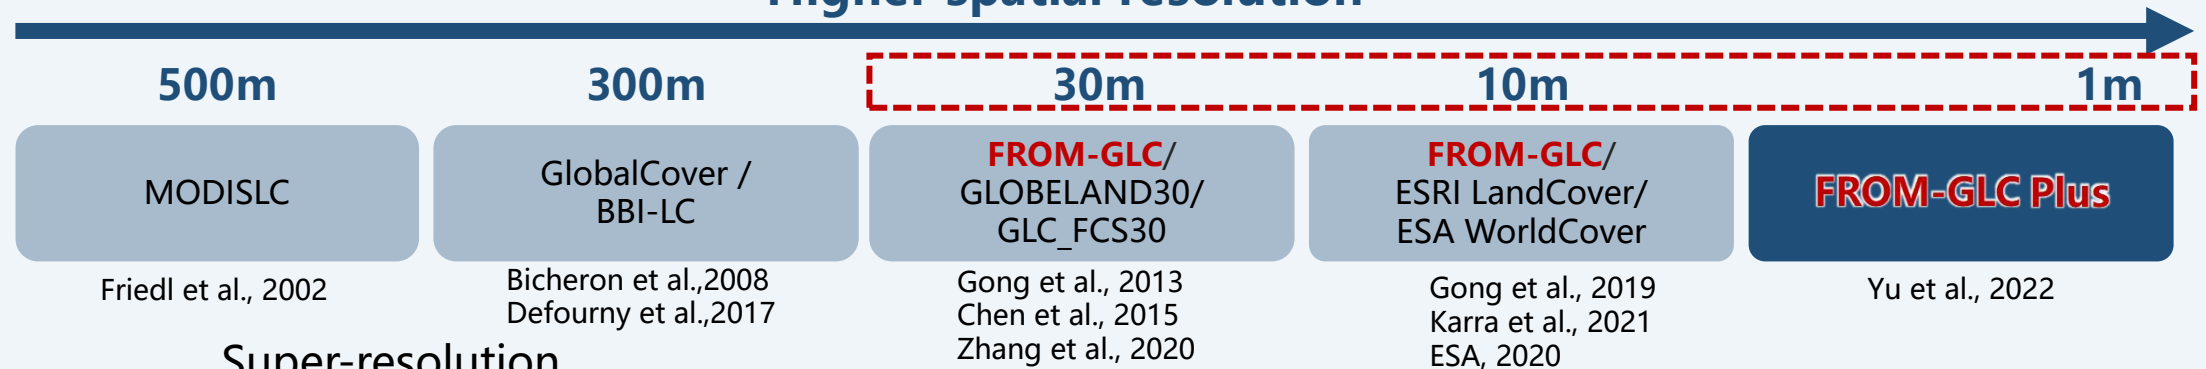 Higher spatial resolution
500m 300m 30m 10m 1m
MODISLC
GlobalCover /
BBI-LC
FROM-GLC/
GLOBELAND30/
GLC_FCS30
FROM-GLC/
ESRI LandCover/
ESA WorldCover
FROM-GLC Plus
Friedl et al., 2002
Bicheron et al.,2008
Defourny et al.,2017
Gong et al., 2013
Chen et al., 2015
Zhang et al., 2020
Gong et al., 2019
Karra et al., 2021
ESA, 2020
Yu et al., 2022
Super-resolution